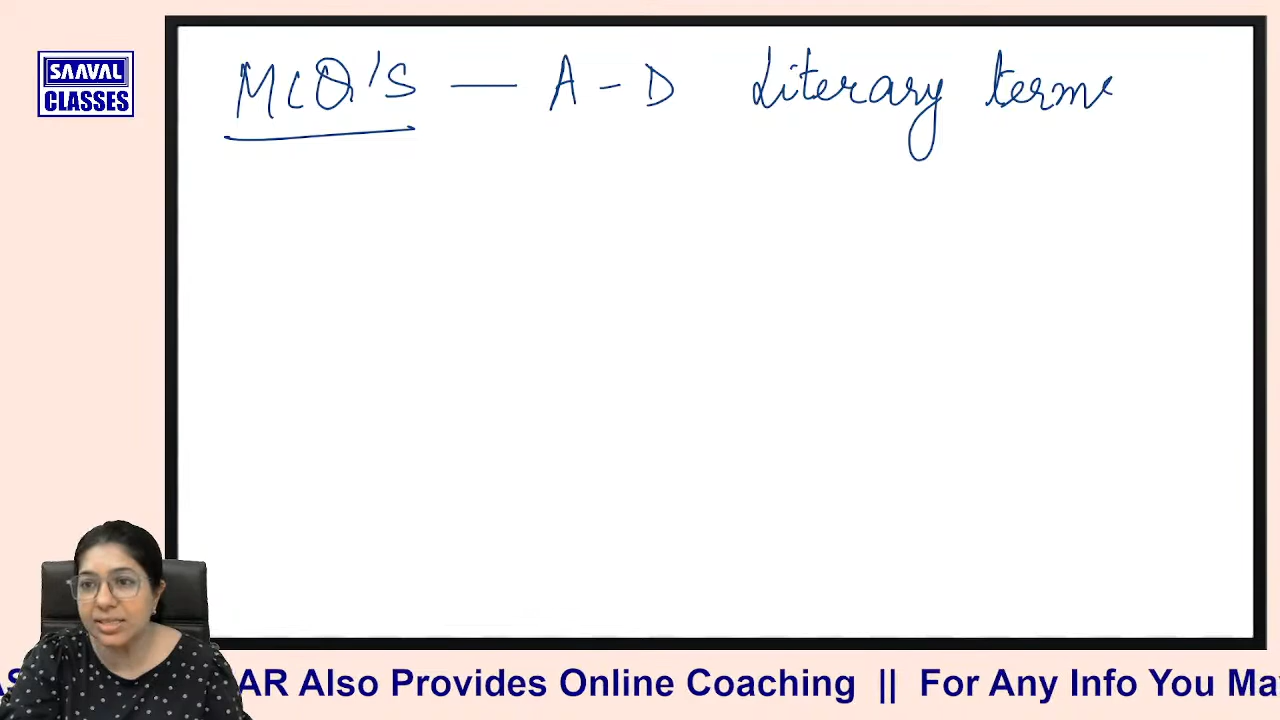 SAAVAL
CLASSES
MCQ'S — A - D Literary terms
AR Also Provides Online Coaching || For Any Info You Ma